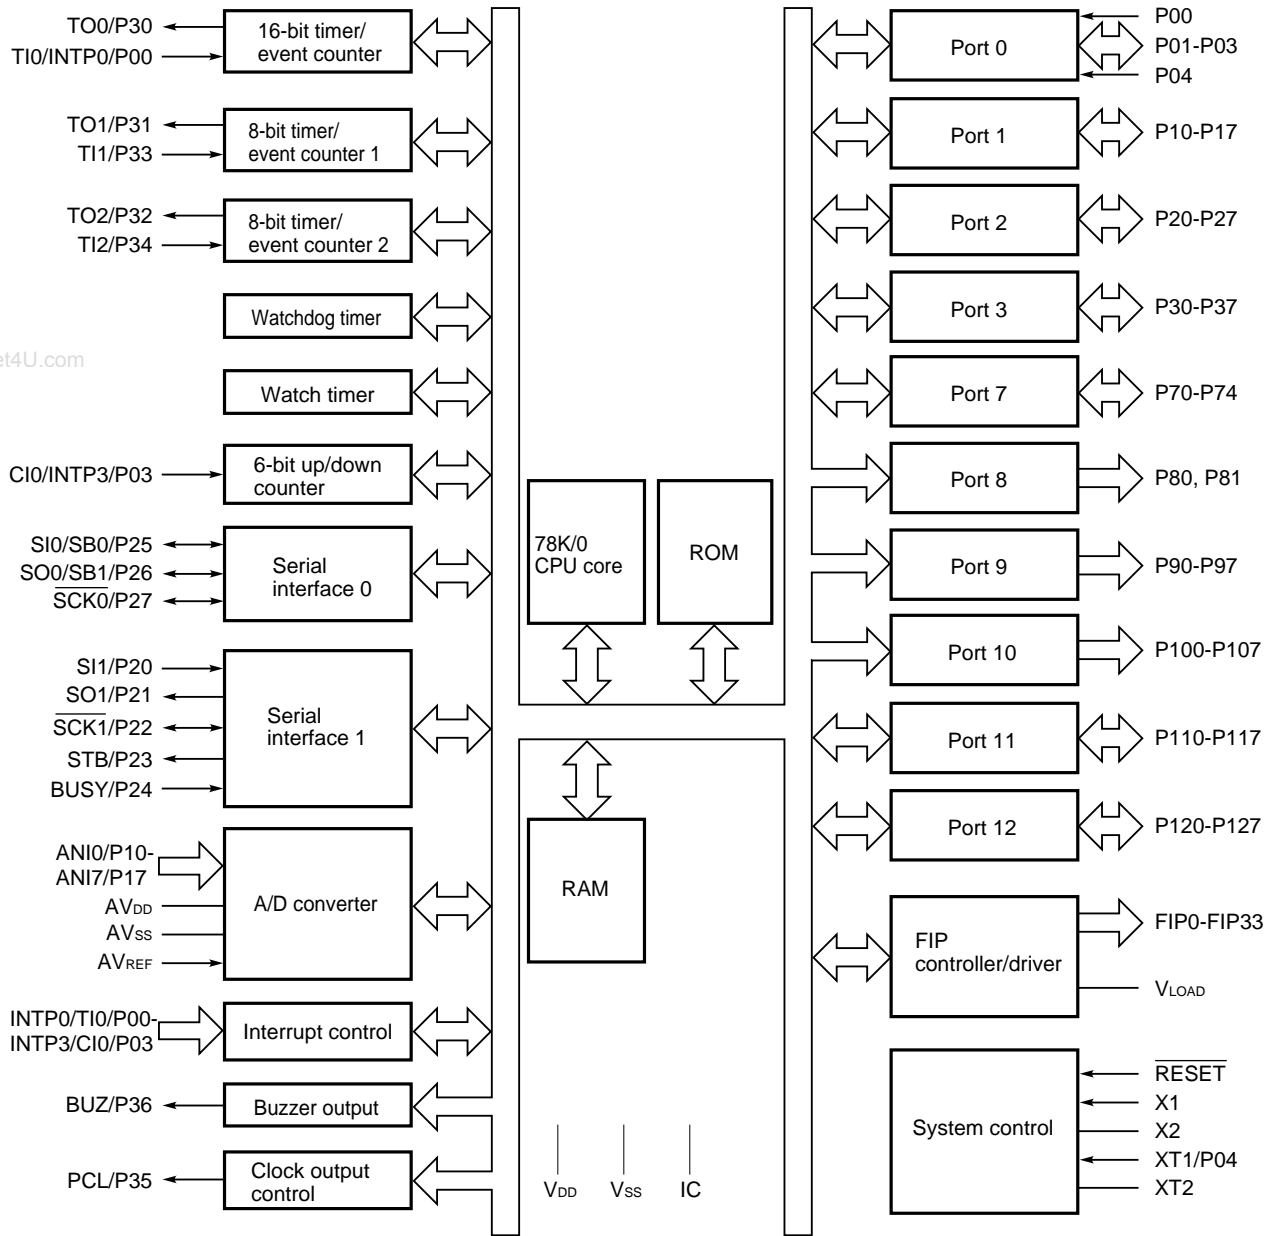 TO0/P30
TI0/INTP0/P00
16-bit timer/
event counter
TO1/P31
TI1/P33
8-bit timer/
event counter 1
TO2/P32
TI2/P34
8-bit timer/
event counter 2
Watchdog timer
et4U.com
Watch timer
CI0/INTP3/P03
6-bit up/down
counter
SI0/SB0/P25
SO0/SB1/P26
SCK0/P27
Serial
interface 0
SI1/P20
SO1/P21
SCK1/P22
STB/P23
BUSY/P24
Serial
interface 1
ANI0/P10-
ANI7/P17
AVDD
AVSS
AVREF
A/D converter
INTP0/TI0/P00-
INTP3/CI0/P03
Interrupt control
BUZ/P36
Buzzer output
PCL/P35
Clock output
control
78K/0
CPU core
ROM
RAM
VDD
VSS
IC
Port 0
P00
P01-P03
P04
Port 1
P10-P17
Port 2
P20-P27
Port 3
P30-P37
Port 7
P70-P74
Port 8
P80, P81
Port 9
P90-P97
Port 10
P100-P107
Port 11
P110-P117
Port 12
P120-P127
FIP
controller/driver
FIP0-FIP33
VLOAD
System control
RESET
X1
X2
XT1/P04
XT2